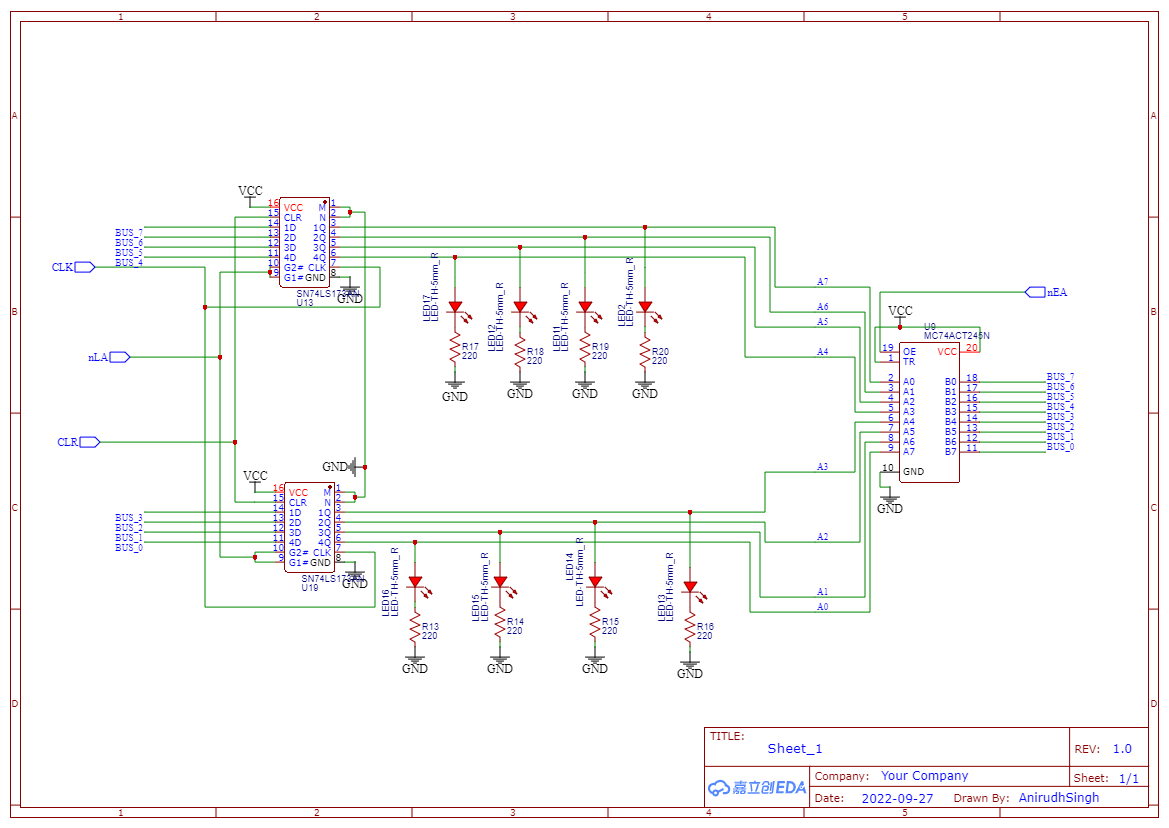 1 2 3 4 5
A A
B B
C C
D D
VCC
16 VCC M 1
15 CLR N 2
14 1D 1Q 3
13 2D 2Q 4
12 3D 3Q 5
11 4D 4Q 6
10 G2# CLK 7
9 G1# GND 8
U13
GND
BUS_7
BUS_6
BUS_5
BUS_4
CLK
nLA
CLR
LED17
LED-TH-5mm_R
R17
220
GND
LED12
LED-TH-5mm_R
R18
220
GND
LED11
LED-TH-5mm_R
R19
220
GND
LED-TH-5mm_R
R20
220
GND
A7
A6
A5
A4
nEA
VCC
U9
MC74ACT245N
19 OE VCC 20
1 TR
2 A0 B0 18
3 A1 B1 17
4 A2 B2 16
5 A3 B3 15
6 A4 B4 14
7 A5 B5 13
8 A6 B6 12
9 A7 B7 11
10 GND
GND
BUS_7
BUS_6
BUS_5
BUS_4
BUS_3
BUS_2
BUS_1
BUS_0
GND
VCC
16 VCC M 1
15 CLR N 2
14 1D 1Q 3
13 2D 2Q 4
12 3D 3Q 5
11 4D 4Q 6
10 G2# CLK 7
9 G1# GND 8
U19
GND
BUS_3
BUS_2
BUS_1
BUS_0
A3
A2
A1
A0
LED16
LED-TH-5mm_R
R13
220
GND
LED15
LED-TH-5mm_R
R14
220
GND
LED14
LED-TH-5mm_R
R15
220
GND
LED13
LED-TH-5mm_R
R16
220
GND
TITLE:
Sheet_1
REV: 1.0
嘉立创EDA
Company: Your Company
Sheet: 1/1
Date: 2022-09-27 Drawn By: AnirudhSingh
1 2 3 4 5